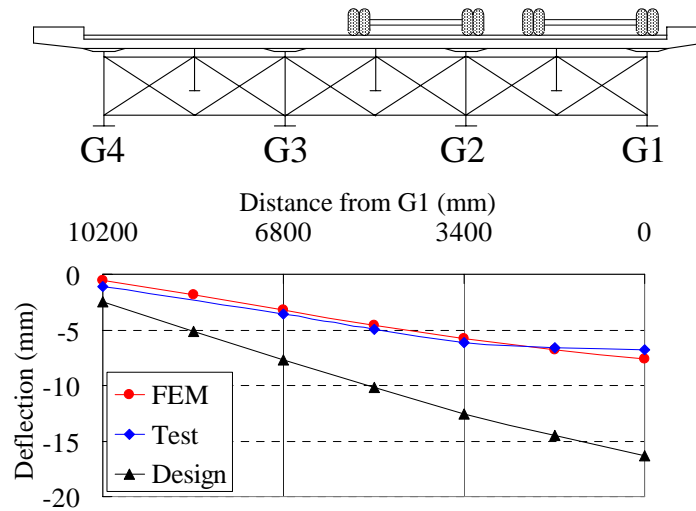 G4 G3 G2 G1
Distance from G1 (mm)
10200 6800 3400 0
Deflection (mm)
0
-5
-10
-15
-20
FEM
Test
Design